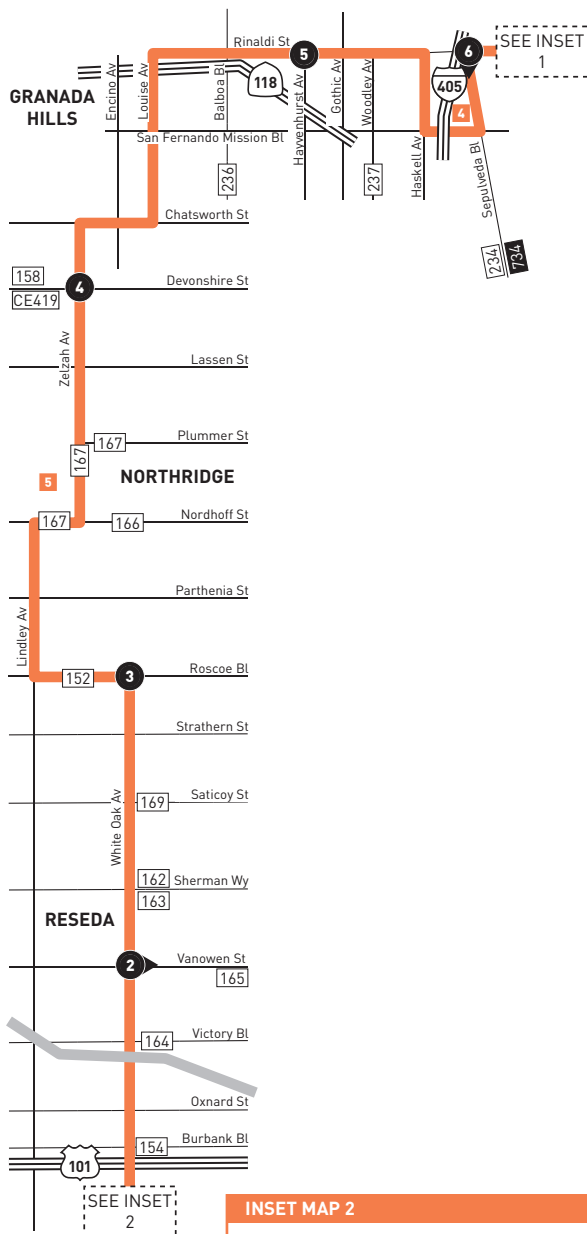 Rinaldi St
5
6
SEE INSET
1
118
405
4
GRANADA
HILLS
Encino Av
Louise Av
Balboa Bl
Hayvenhurst Av
Gothic Av
Woodley Av
Haskell Av
Sepulveda Bl
San Fernando Mission Bl
236
237
234
734
Chatsworth St
158
CE419
4
Devonshire St
Zelzah Av
Lassen St
Plummer St
167
167
5
NORTHRIDGE
167
166
Nordhoff St
Parthenia St
Lindley Av
152
3
Roscoe Bl
Strathern St
White Oak Av
169
Saticoy St
162
Sherman Wy
163
RESEDA
2
Vanowen St
165
164
Victory Bl
Oxnard St
154
Burbank Bl
101
SEE INSET
2
INSET MAP 2